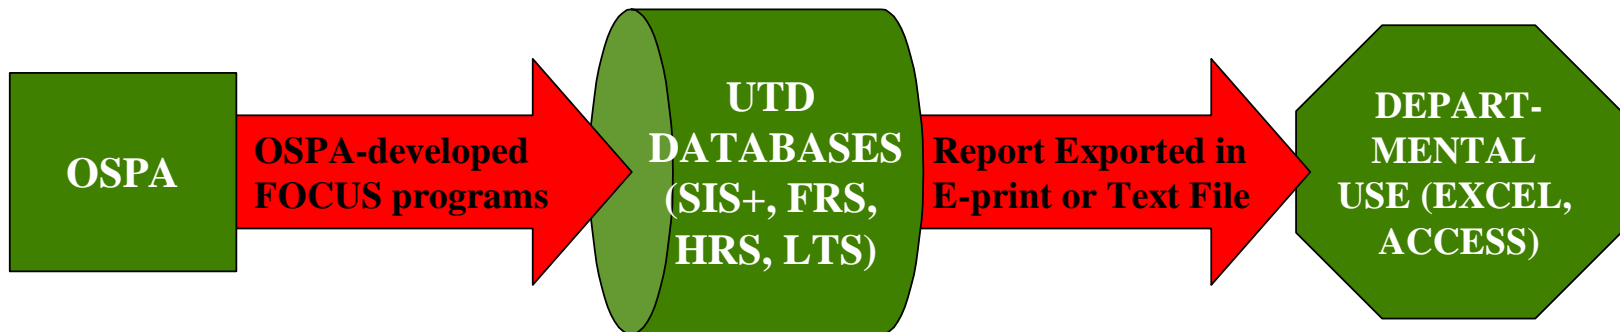 OSPA
OSPA-developed
FOCUS programs
UTD
DATABASES
(SIS+, FRS,
HRS, LTS)
Report Exported in
E-print or Text File
DEPART-
MENTAL
USE (EXCEL,
ACCESS)